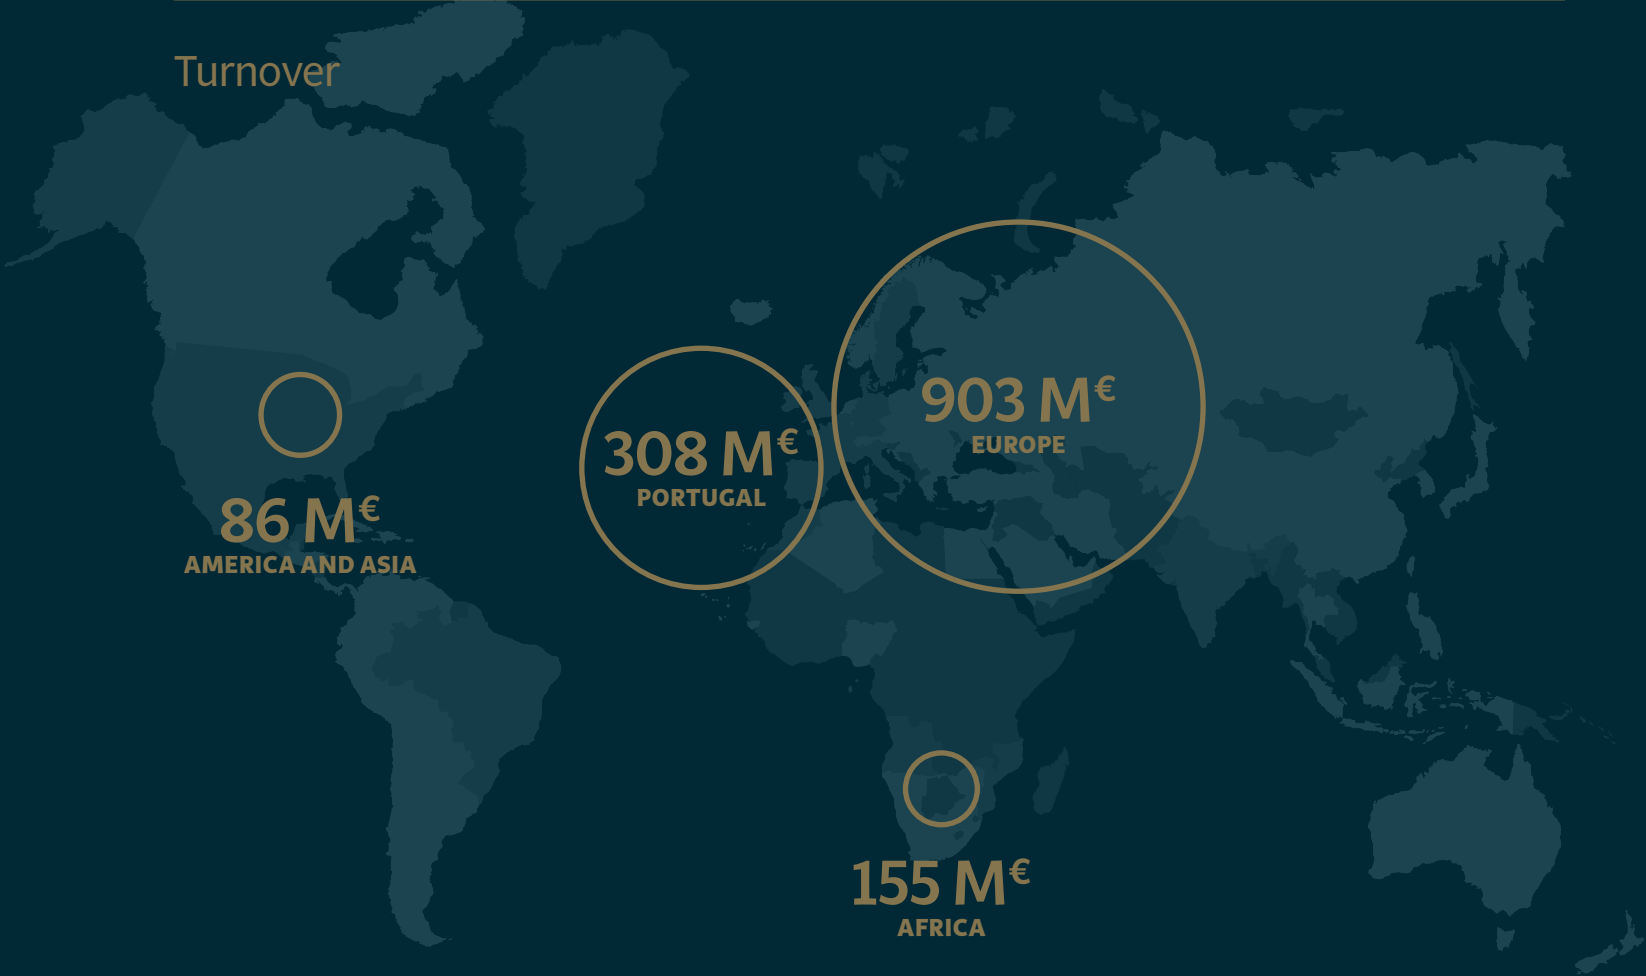 Turnover
903 M€
EUROPE
308 M€
PORTUGAL
86 M€
AMERICA AND ASIA
155 M€
AFRICA